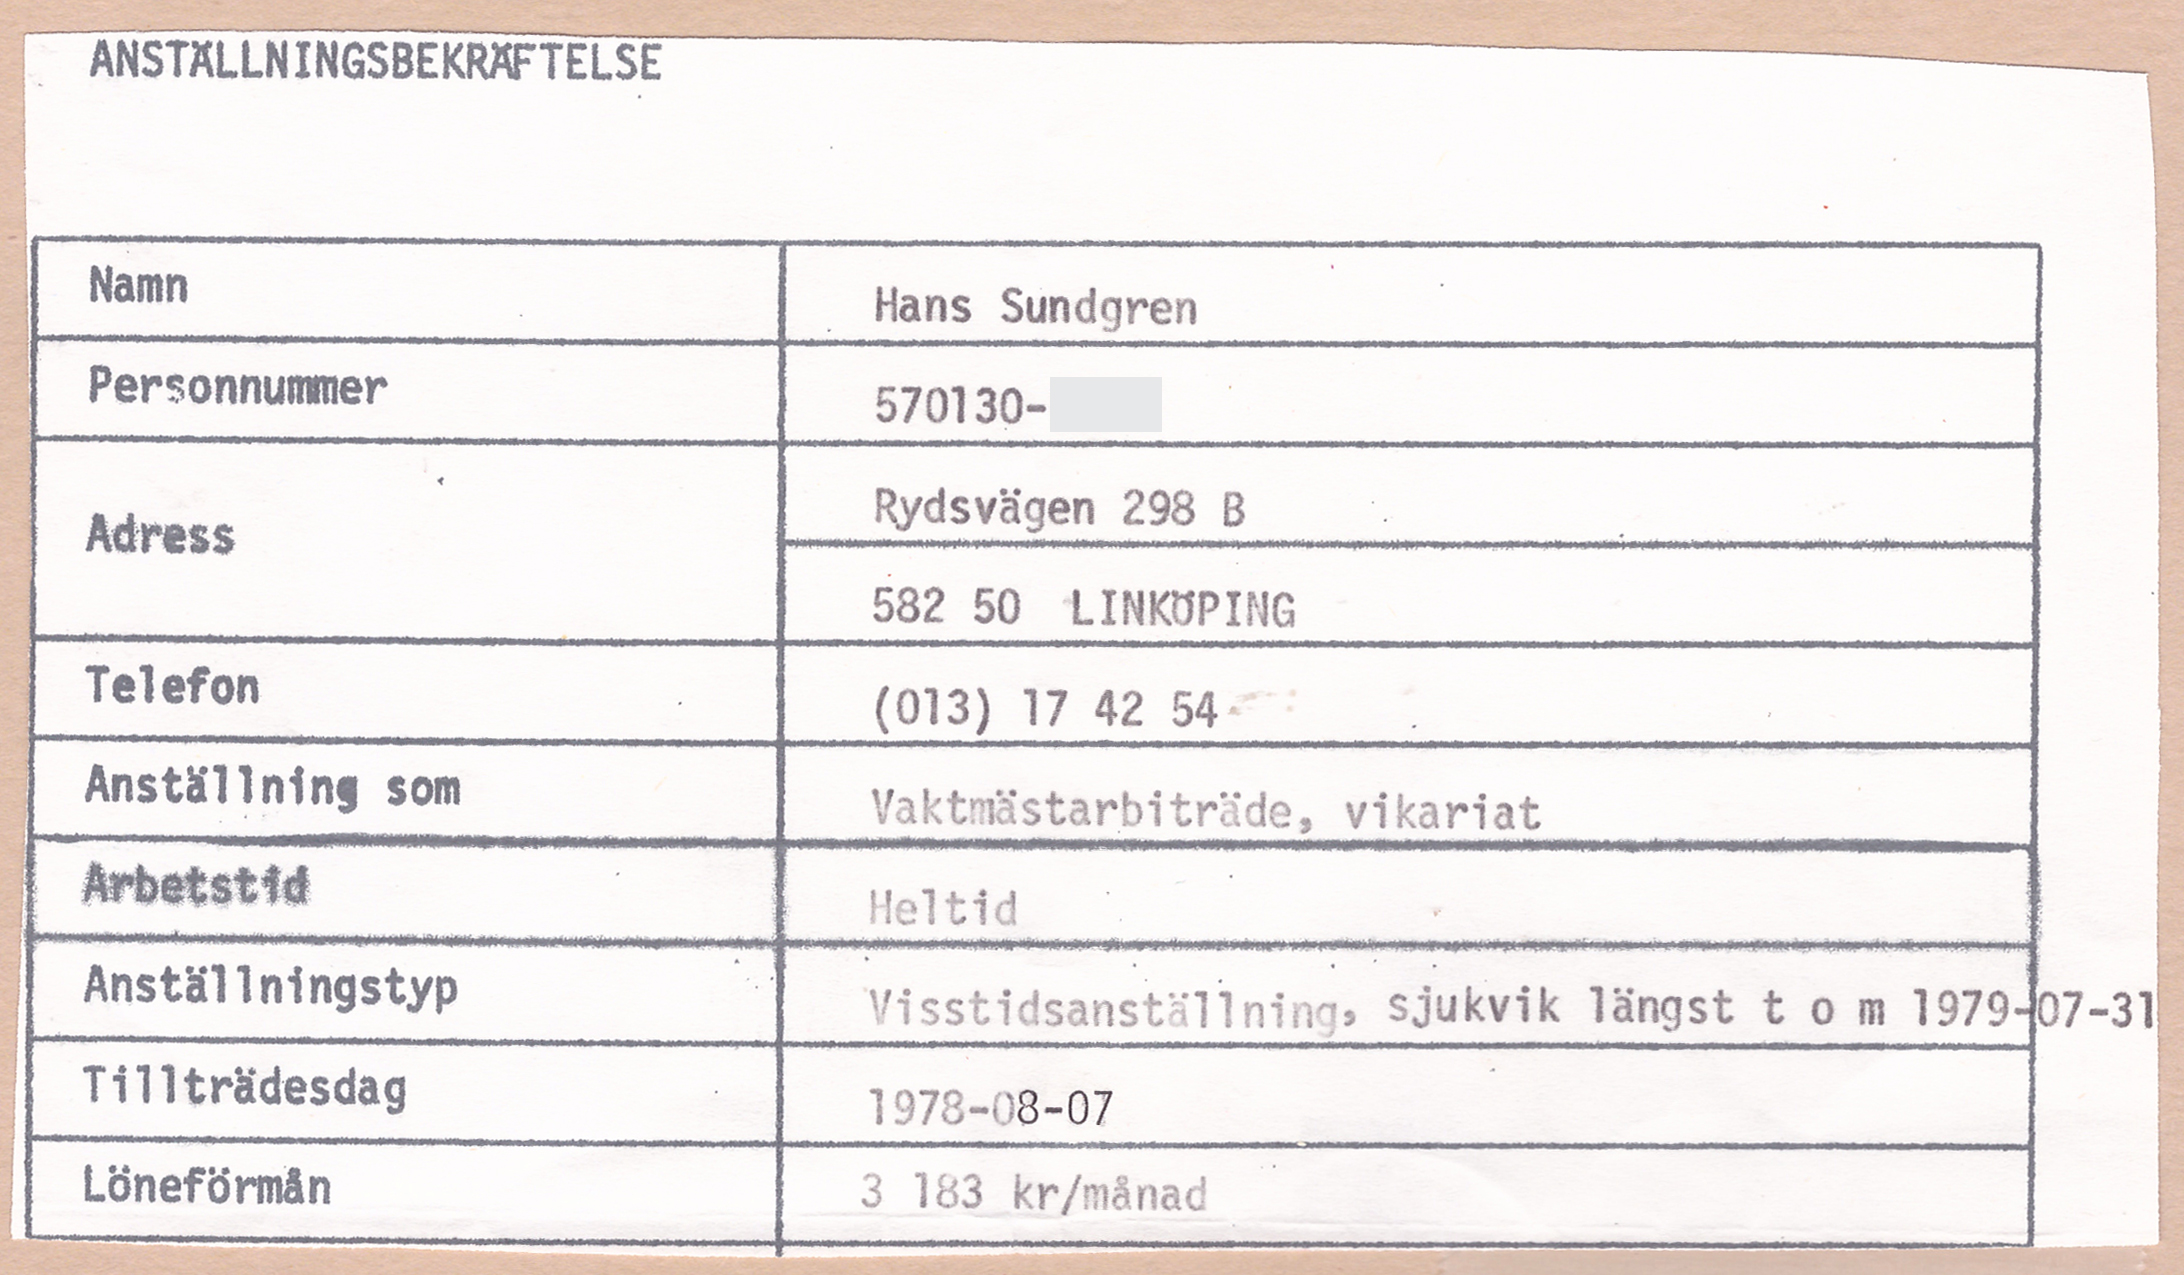 ANSTÄLLNINGSBEKRÄFTELSE
Namn Hans Sundgren
Personnummer 570130-
Adress Rydsvägen 298 B
582 50 LINKÖPING
Telefon (013) 17 42 54
Anställning som Vaktmästarbiträde, vikariat
Arbetstid Heltid
Anställningstyp Visstidsanställning, sjukvik längst t o m 1979-07-31
Tillträdesdag 1978-08-07
Löneförmån 3 183 kr/månad